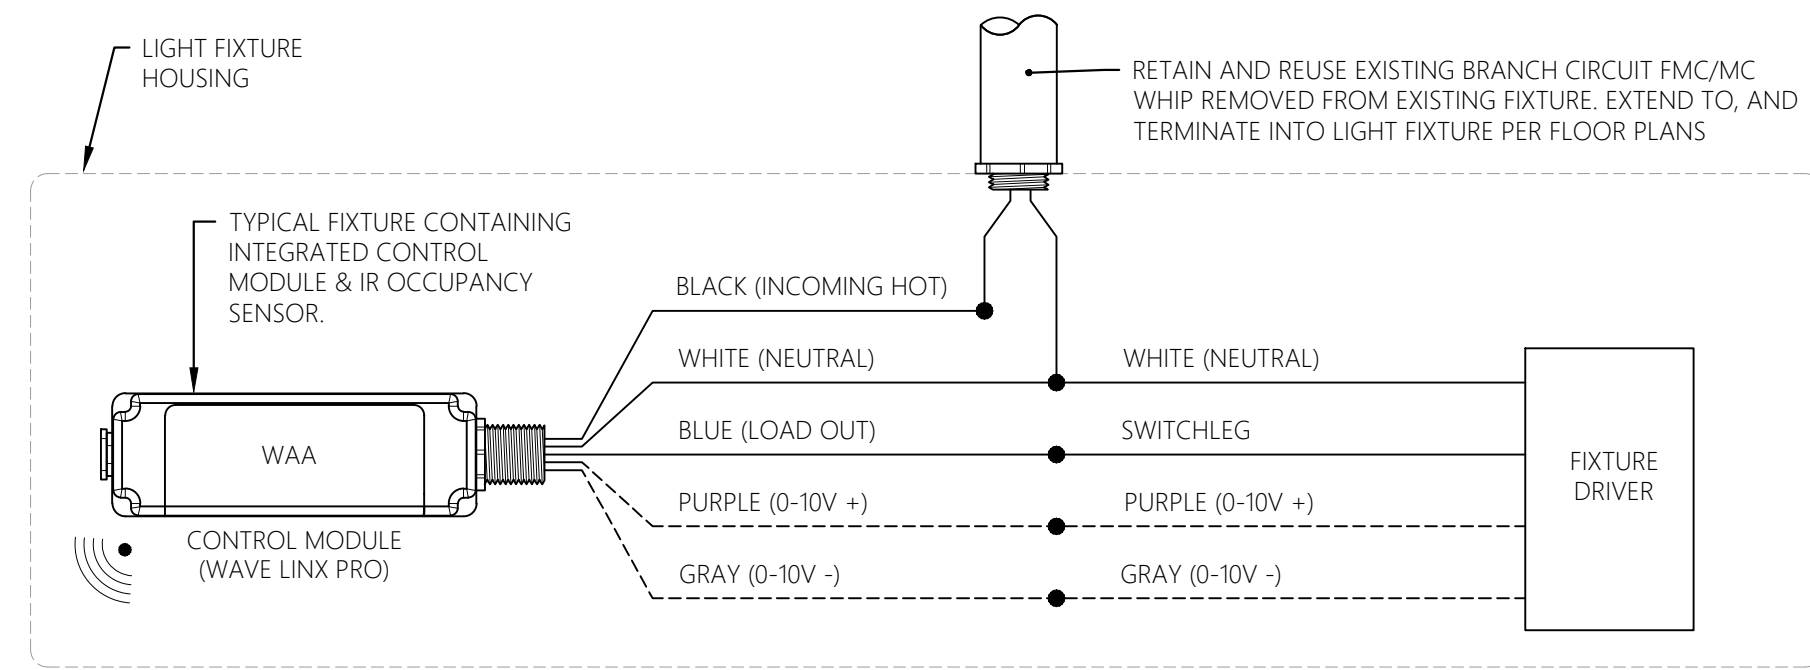 LIGHT FIXTURE
HOUSING
RETAIN AND REUSE EXISTING BRANCH CIRCUIT FMC/MC
WHIP REMOVED FROM EXISTING FIXTURE. EXTEND TO, AND
TERMINATE INTO LIGHT FIXTURE PER FLOOR PLANS
TYPICAL FIXTURE CONTAINING
INTEGRATED CONTROL
MODULE & IR OCCUPANCY
SENSOR.
BLACK (INCOMING HOT)
WHITE (NEUTRAL)
WHITE (NEUTRAL)
BLUE (LOAD OUT)
SWITCHLEG
WAA
FIXTURE
DRIVER
PURPLE (0-10V +)
PURPLE (0-10V +)
CONTROL MODULE
(WAVE LINX PRO)
GRAY (0-10V -)
GRAY (0-10V -)